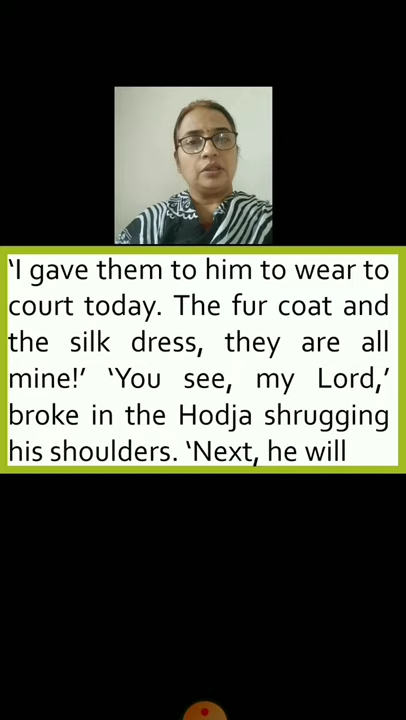 ‘I gave them to him to wear to
court today. The fur coat and
the silk dress, they are all
mine!’ ‘You see, my Lord,’
broke in the Hodja shrugging
his shoulders. ‘Next, he will